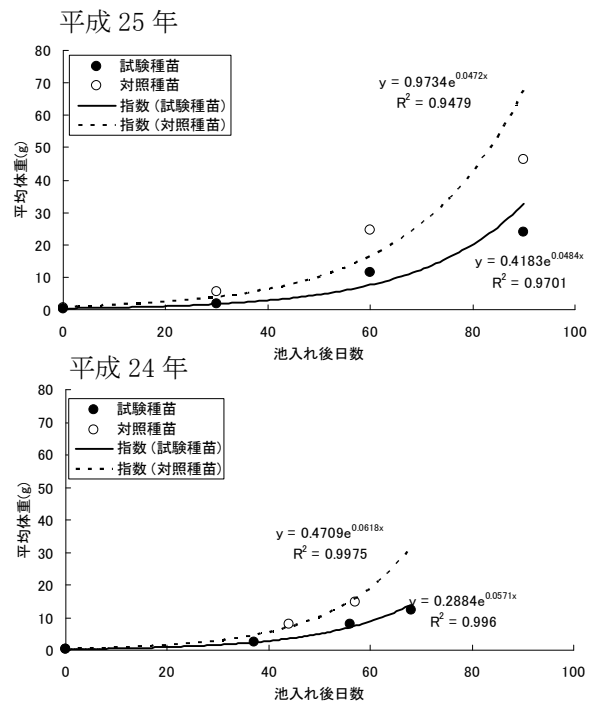 平成 25 年
80
70
60
50
40
30
20
10
0
平均体重(g)
試験種苗
対照種苗
指数 (試験種苗)
指数 (対照種苗)
y = 0.9734e^0.0472x
R² = 0.9479
y = 0.4183e^0.0484x
R² = 0.9701
0 20 40 60 80 100
池入れ後日数
平成 24 年
80
70
60
50
40
30
20
10
0
平均体重(g)
試験種苗
対照種苗
指数 (試験種苗)
指数 (対照種苗)
y = 0.4709e^0.0618x
R² = 0.9975
y = 0.2884e^0.0571x
R² = 0.996
0 20 40 60 80 100
池入れ後日数